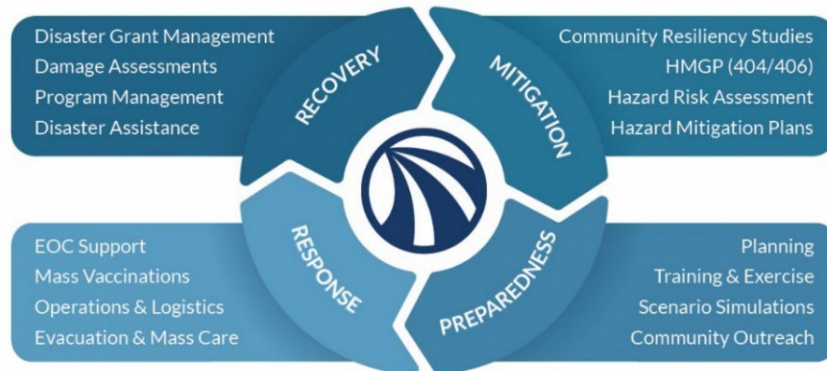 Disaster Grant Management
Damage Assessments
Program Management
Disaster Assistance
RECOVERY
MITIGATION
Community Resiliency Studies
HMGP (404/406)
Hazard Risk Assessment
Hazard Mitigation Plans
EOC Support
Mass Vaccinations
Operations & Logistics
Evacuation & Mass Care
RESPONSE
PREPAREDNESS
Planning
Training & Exercise
Scenario Simulations
Community Outreach